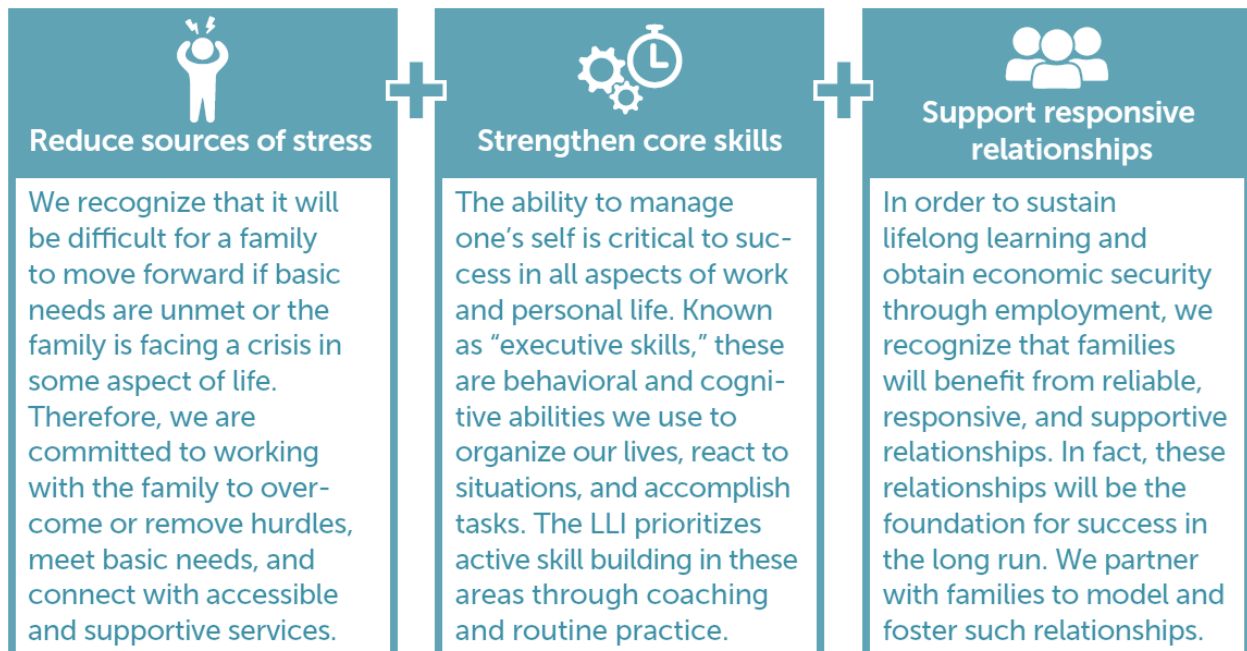 Reduce sources of stress
We recognize that it will
be difficult for a family
to move forward if basic
needs are unmet or the
family is facing a crisis in
some aspect of life.
Therefore, we are
committed to working
with the family to over-
come or remove hurdles,
meet basic needs, and
connect with accessible
and supportive services.
Strengthen core skills
The ability to manage
one’s self is critical to suc-
cess in all aspects of work
and personal life. Known
as “executive skills,” these
are behavioral and cogni-
tive abilities we use to
organize our lives, react to
situations, and accomplish
tasks. The LLI prioritizes
active skill building in these
areas through coaching
and routine practice.
Support responsive
relationships
In order to sustain
lifelong learning and
obtain economic security
through employment, we
recognize that families
will benefit from reliable,
responsive, and supportive
relationships. In fact, these
relationships will be the
foundation for success in
the long run. We partner
with families to model and
foster such relationships.